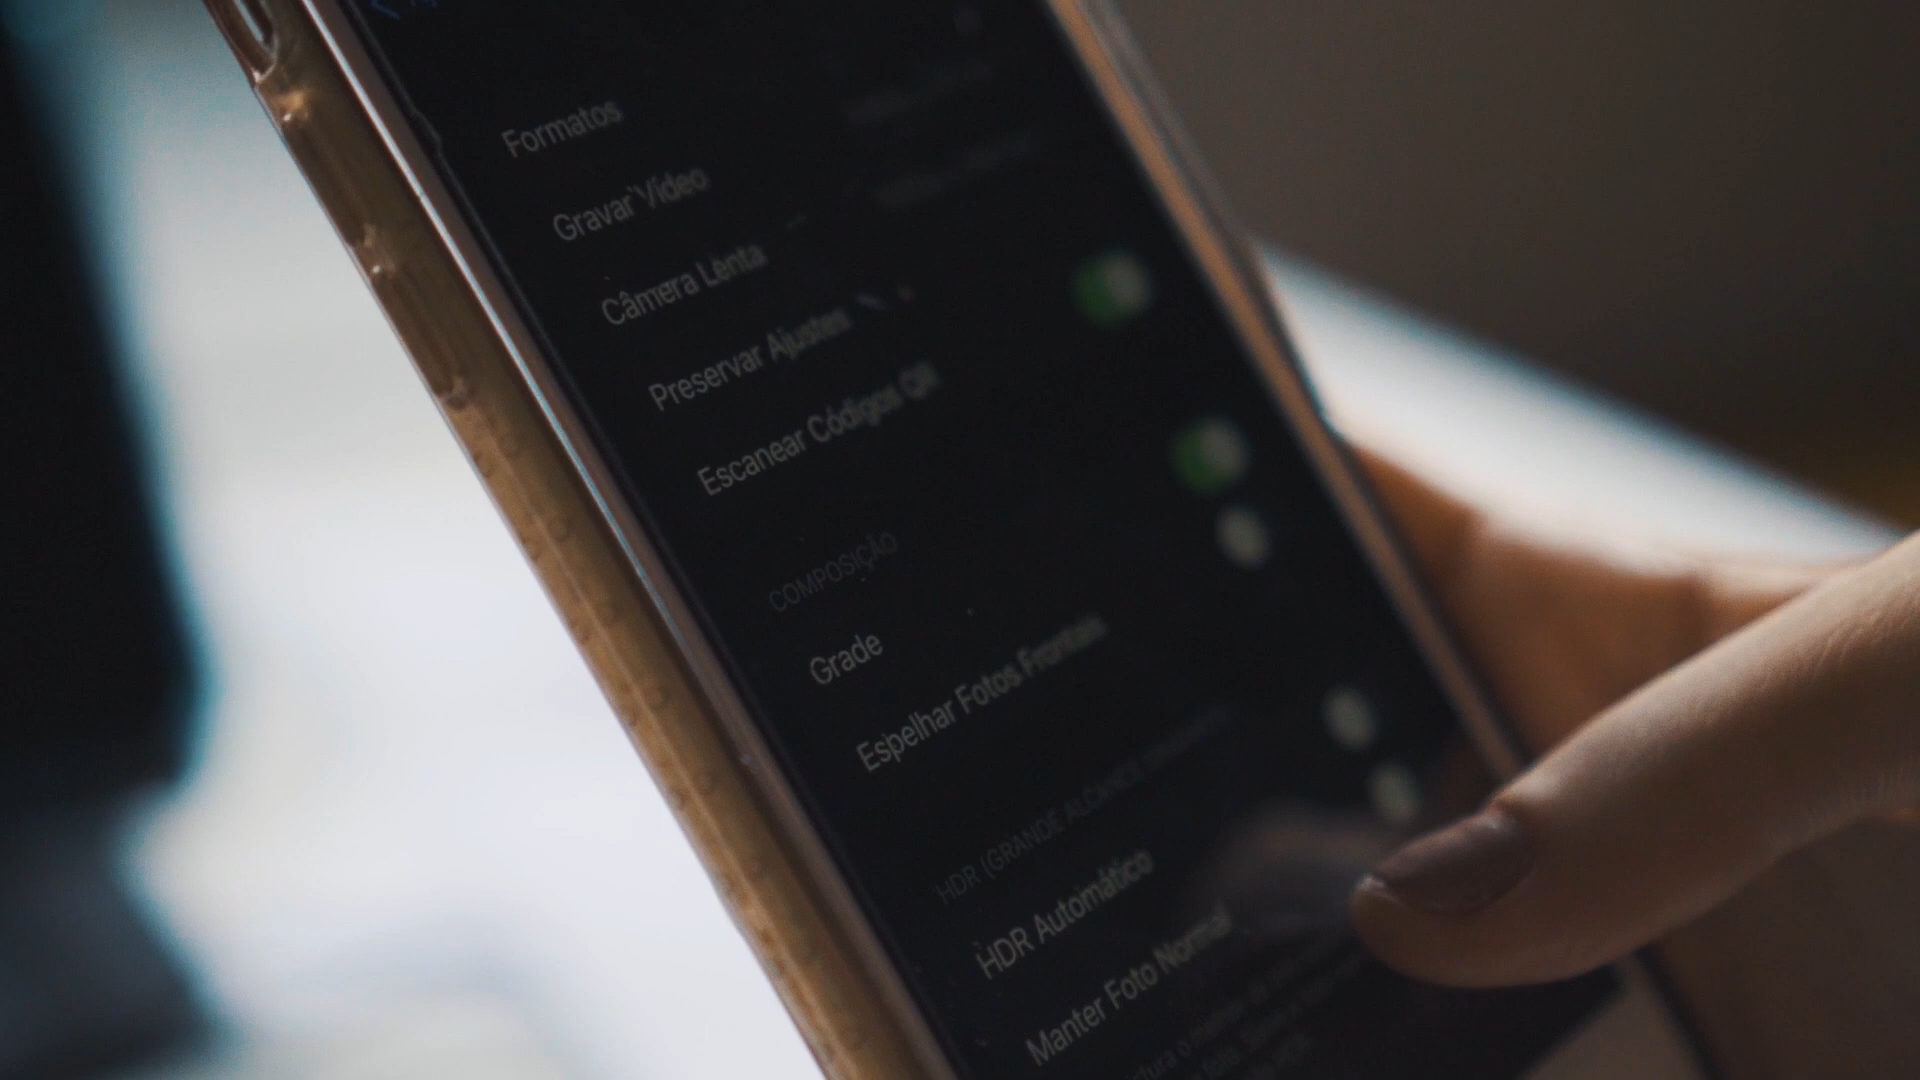 Formatos
Gravar Vídeo
Câmera Lenta
Preservar Ajustes
Escanear Códigos QR
COMPOSIÇÃO
Grade
Espelhar Fotos Frontais
HDR (GRANDE ALCANCE
HDR Automático
Manter Foto Normal